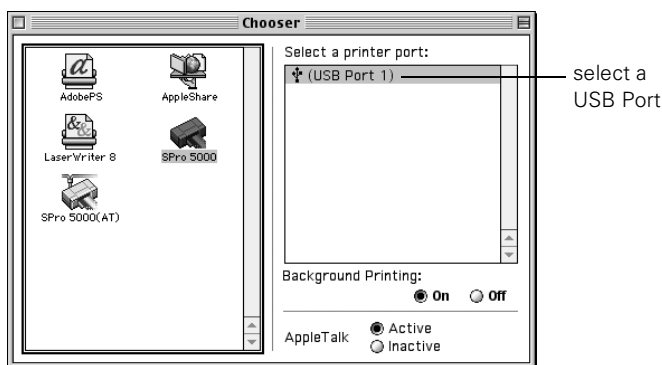 Chooser
AdobePS
AppleShare
LaserWriter 8
SPro 5000
SPro 5000(AT)
Select a printer port:
(USB Port 1)
select a
USB Port
Background Printing:
On Off
AppleTalk
Active
Inactive